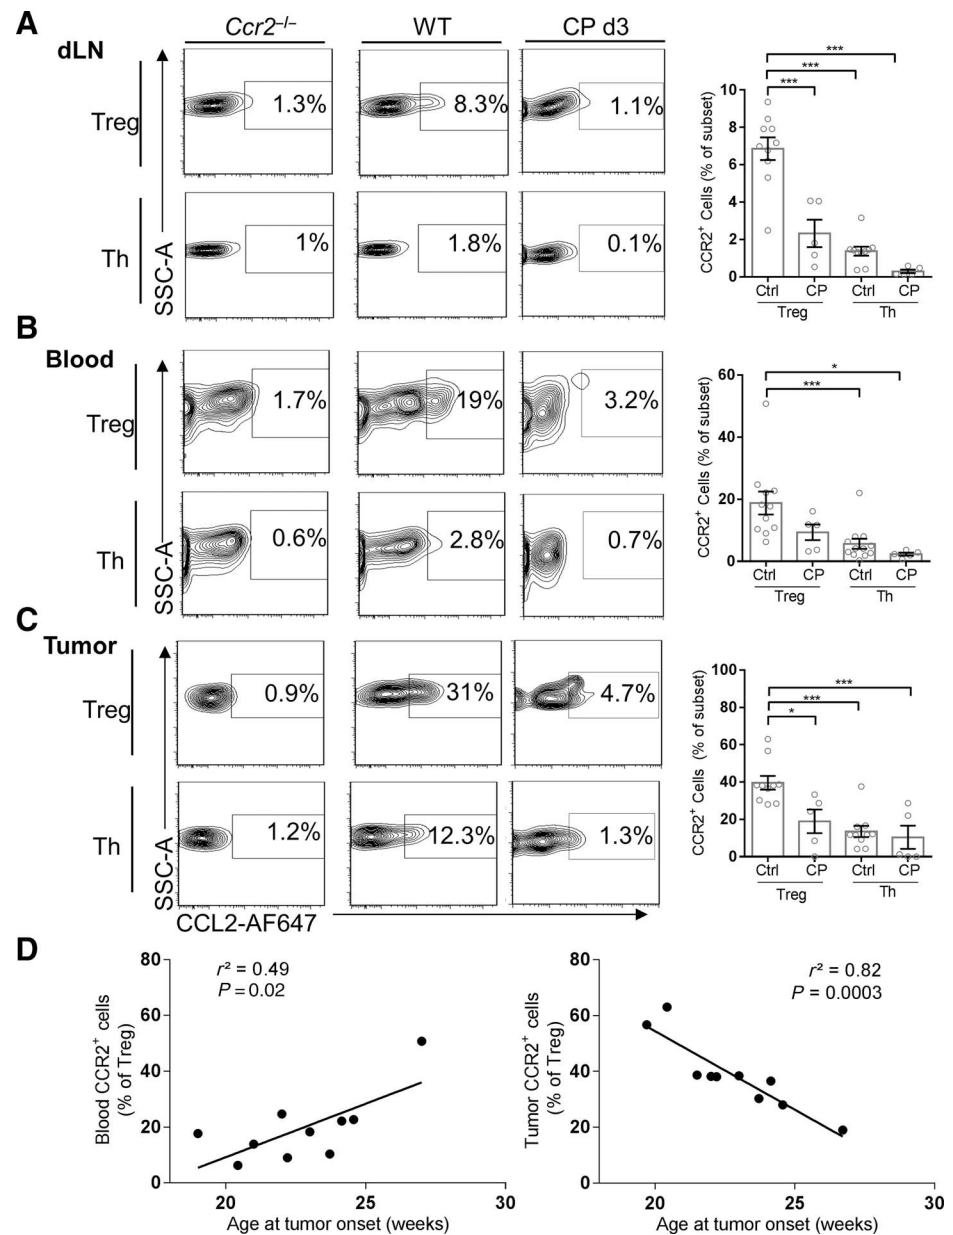 A
dLN
Ccr2–/–
WT
CP d3
Treg
1.3%
8.3%
1.1%
Th
1%
1.8%
0.1%
SSC-A
CCR2+ Cells (% of subset)
10
8
6
4
2
0
***
***
***
Ctrl CP Ctrl CP
Treg Th
B
Blood
Treg
1.7%
19%
3.2%
Th
0.6%
2.8%
0.7%
SSC-A
CCR2+ Cells (% of subset)
60
40
20
0
*
***
Ctrl CP Ctrl CP
Treg Th
C
Tumor
Treg
0.9%
31%
4.7%
Th
1.2%
12.3%
1.3%
SSC-A
CCL2-AF647
CCR2+ Cells (% of subset)
100
80
60
40
20
0
***
***
*
Ctrl CP Ctrl CP
Treg Th
D
Blood CCR2+ cells
(% of Treg)
80
60
40
20
0
r² = 0.49
P = 0.02
20 25 30
Age at tumor onset (weeks)
Tumor CCR2+ cells
(% of Treg)
80
60
40
20
0
r² = 0.82
P = 0.0003
20 25 30
Age at tumor onset (weeks)